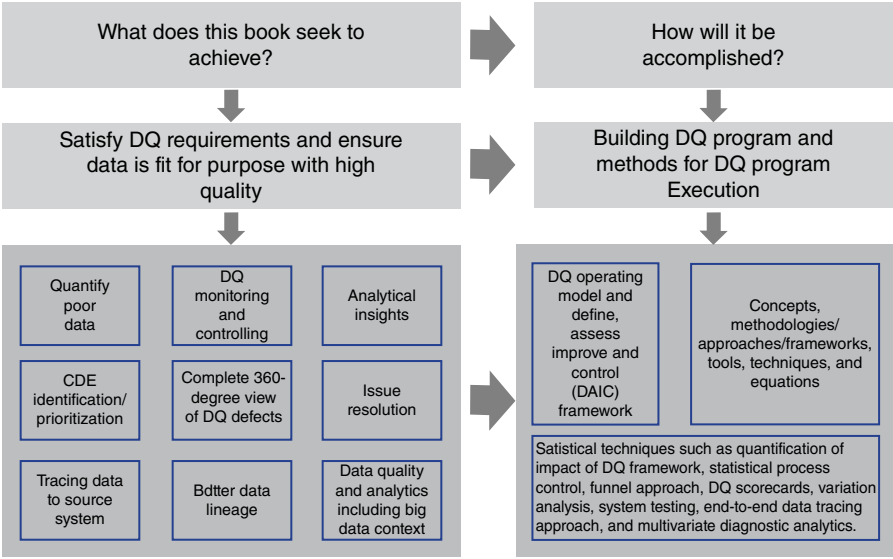 What does this book seek to
achieve?
How will it be
accomplished?
Satisfy DQ requirements and ensure
data is fit for purpose with high
quality
Building DQ program and
methods for DQ program
Execution
Quantify
poor
data
DQ
monitoring
and
controlling
Analytical
insights
CDE
identification/
prioritization
Complete 360-
degree view
of DQ defects
Issue
resolution
Tracing data
to source
system
Bdtter data
lineage
Data quality
and analytics
including big
data context
DQ operating
model and
define,
assess
improve and
control
(DAIC)
framework
Concepts,
methodologies/
approaches/frameworks,
tools, techniques, and
equations
Satistical techniques such as quantification of
impact of DQ framework, statistical process
control, funnel approach, DQ scorecards, variation
analysis, system testing, end-to-end data tracing
approach, and multivariate diagnostic analytics.